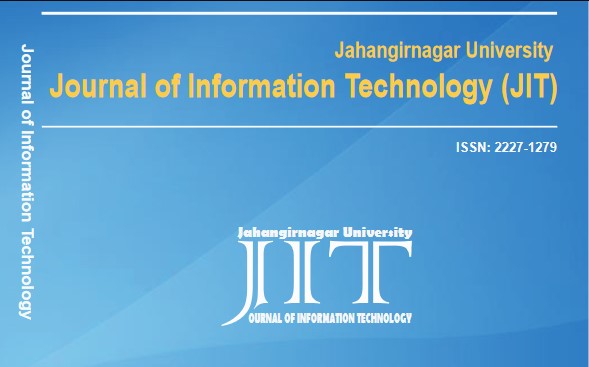 Jahangirnagar University
Journal of Information Technology (JIT)
ISSN: 2227-1279
Journal of Information Technology
Jahangirnagar University
JIT
OURNAL OF INFORMATION TECHNOLOGY